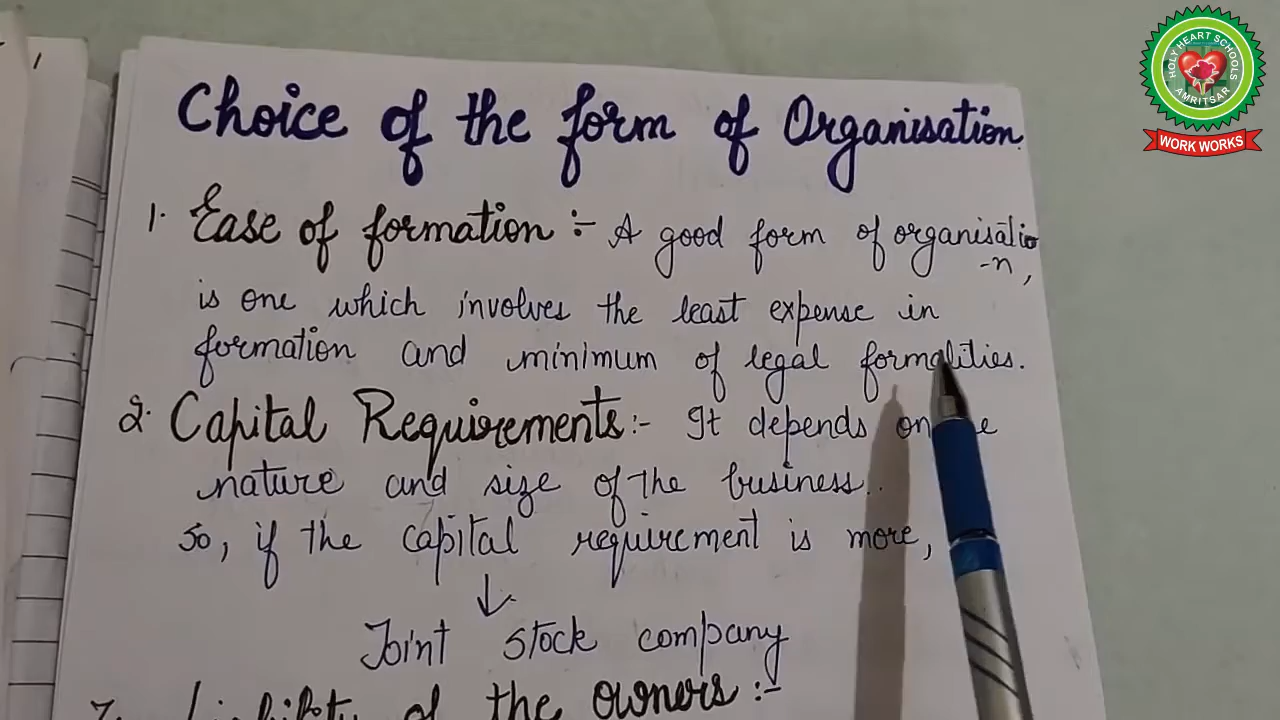 Choice of the form of Organisation.
1. Ease of formation :- A good form of organisatio
-n,
is one which involves the least expense in
formation and minimum of legal formalities.
2. Capital Requirements:- It depends on
nature and size of the business..
So, if the capital requirement is more,
↓
Joint stock company
Liability of the owners :-
HOLY HEART SCHOOLS
AMRITSAR
WORK WORKS